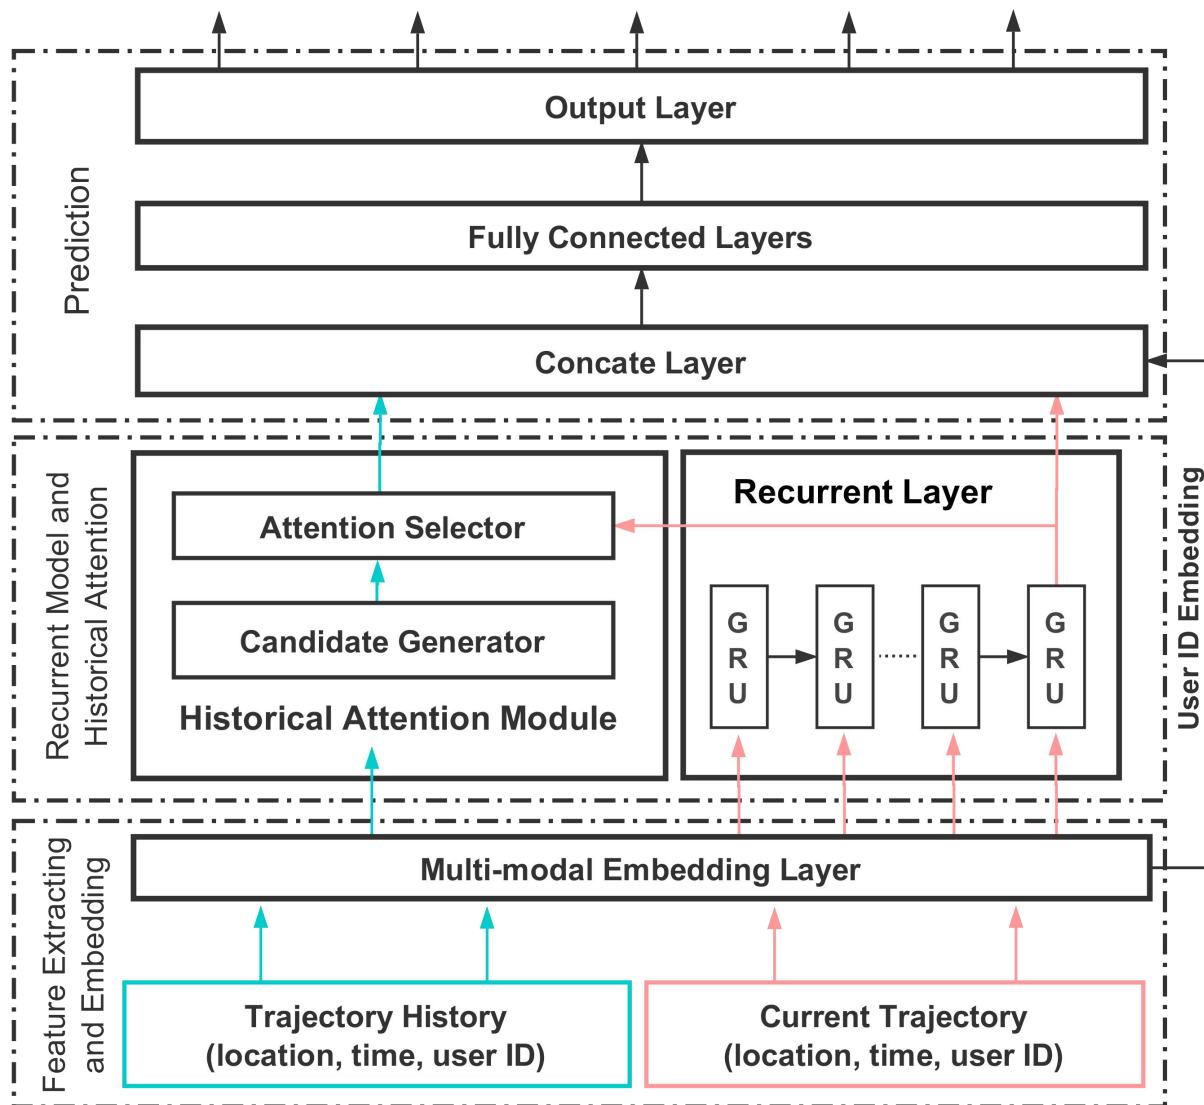 Output Layer
Fully Connected Layers
Concate Layer
Prediction
Recurrent Model and
Historical Attention
Attention Selector
Candidate Generator
Historical Attention Module
Recurrent Layer
G
R
U
G
R
U
G
R
U
G
R
U
User ID Embedding
Feature Extracting
and Embedding
Multi-modal Embedding Layer
Trajectory History
(location, time, user ID)
Current Trajectory
(location, time, user ID)